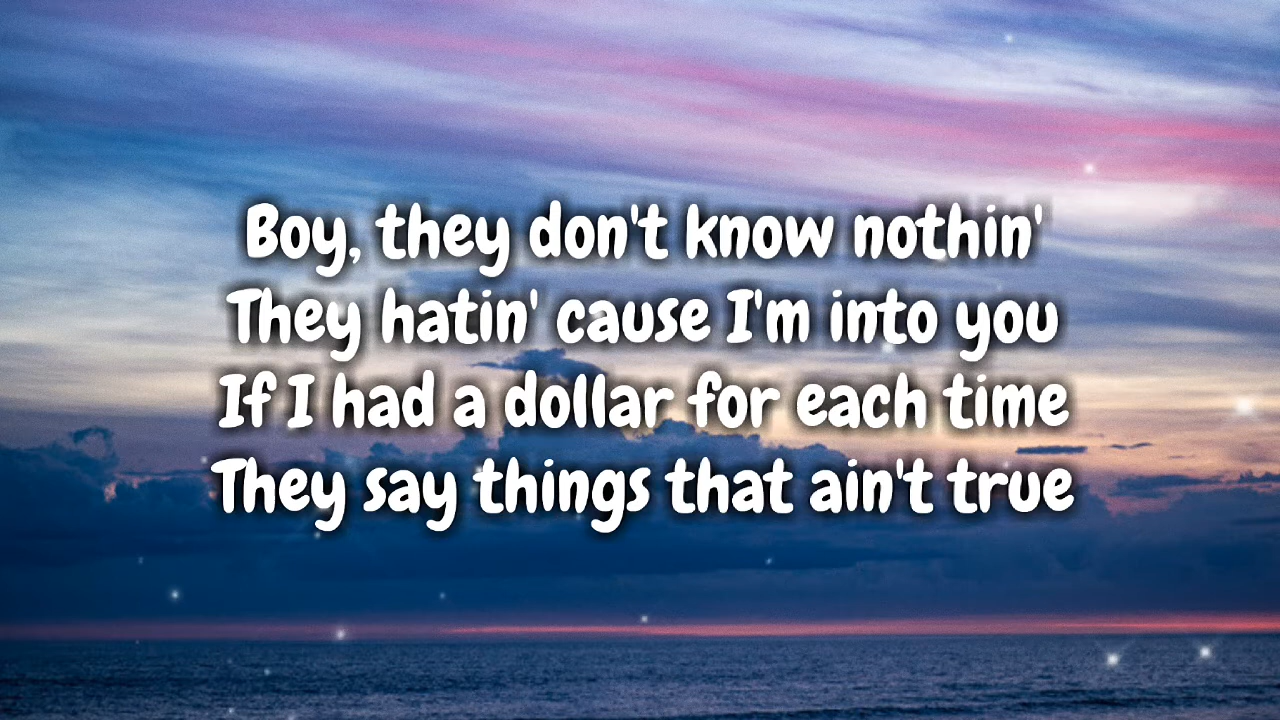 Boy, they don't know nothin'
They hatin' cause I'm into you
If I had a dollar for each time
They say things that ain't true